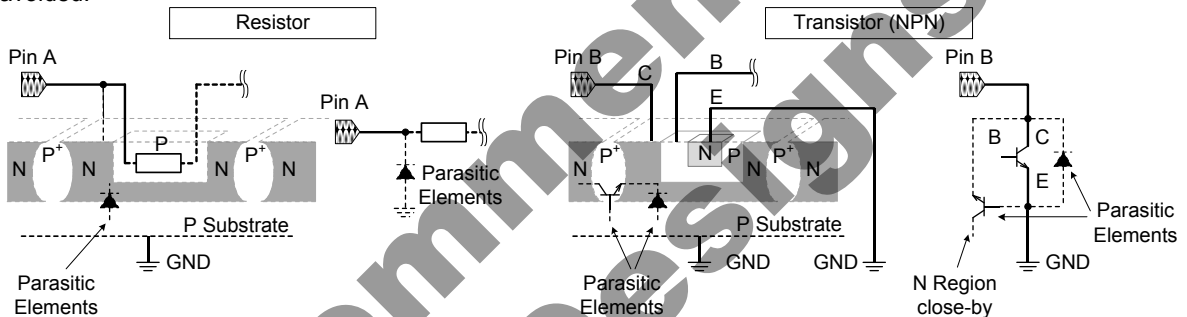 avoided.
Resistor
Transistor (NPN)
Pin A
Pin A
N
P+
N
P
P+
N
N
Parasitic
Elements
P Substrate
GND
Parasitic
Elements
Pin B
C
B
E
N
P+
N
P
N
P+
N
P Substrate
GND
GND
Parasitic
Elements
Pin B
B
C
E
Parasitic
Elements
GND
N Region
close-by